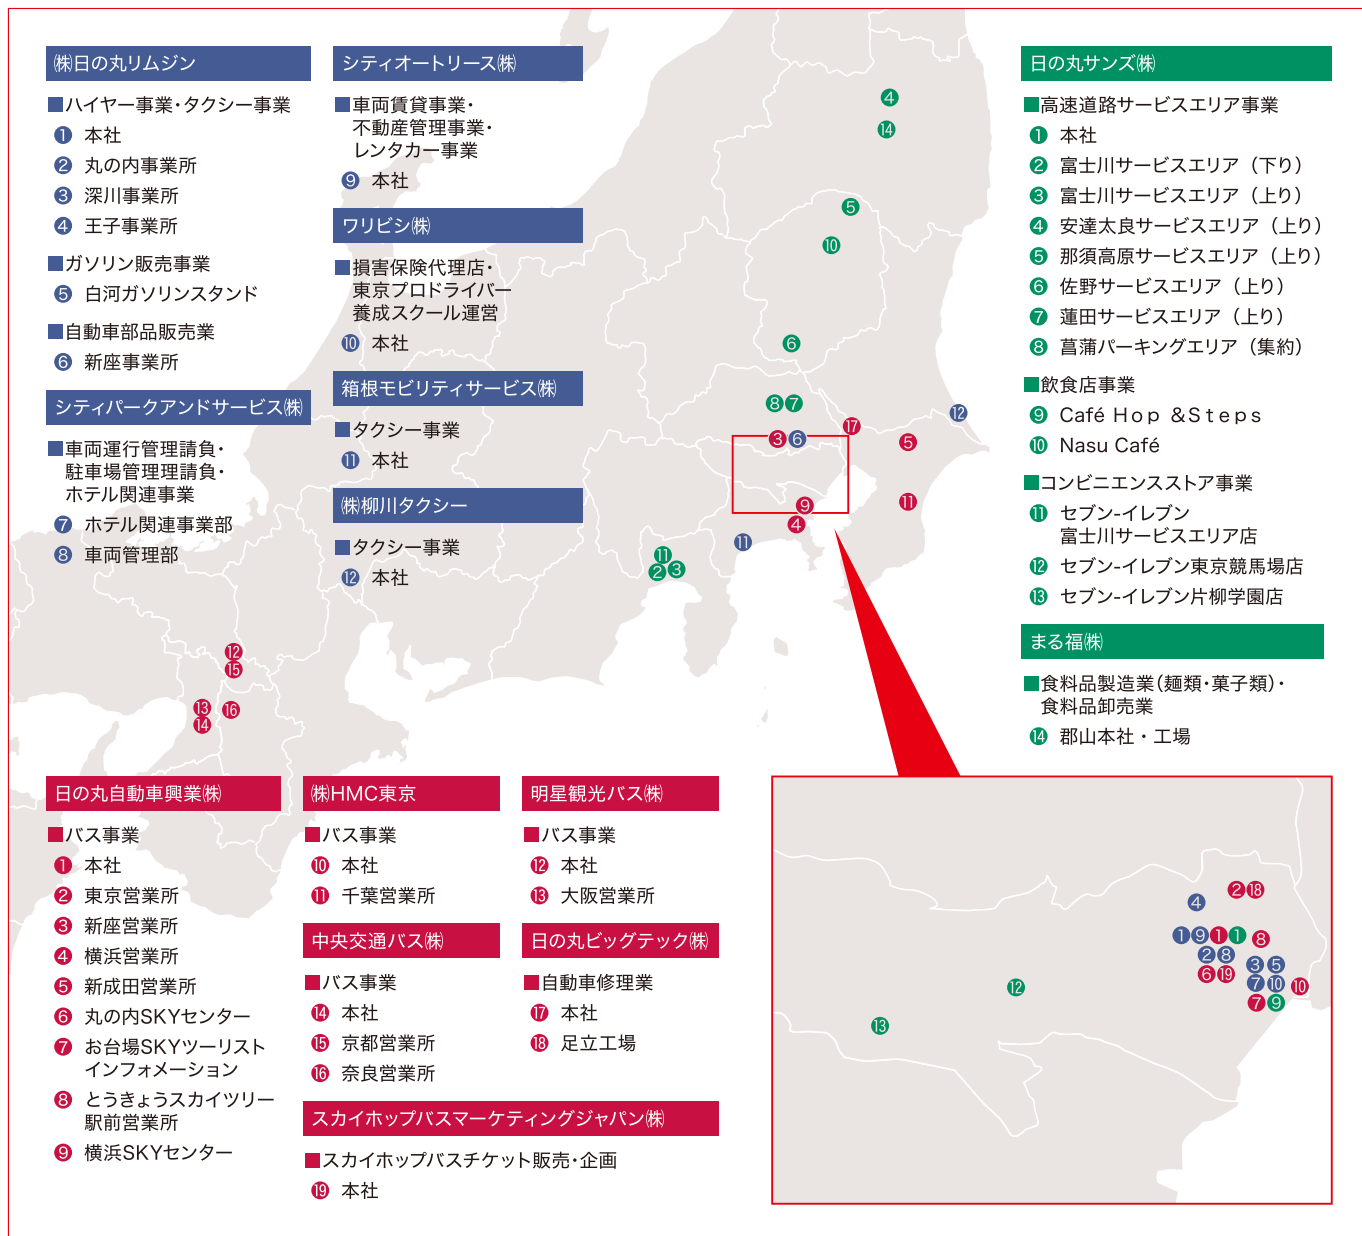 ㈱日の丸リムジン
■ハイヤー事業・タクシー事業
❶ 本社
❷ 丸の内事業所
❸ 深川事業所
❹ 王子事業所
■ガソリン販売事業
❺ 白河ガソリンスタンド
■自動車部品販売業
❻ 新座事業所
シティパークアンドサービス㈱
■車両運行管理請負・
駐車場管理理請負・
ホテル関連事業
❼ ホテル関連事業部
❽ 車両管理部
シティオートリース㈱
■車両賃貸事業・
不動産管理事業・
レンタカー事業
❾ 本社
ワリビシ㈱
■損害保険代理店・
東京プロドライバー
養成スクール運営
❿ 本社
箱根モビリティサービス㈱
■タクシー事業
⓫ 本社
㈱柳川タクシー
■タクシー事業
⓬ 本社
日の丸サンズ㈱
■高速道路サービスエリア事業
❶ 本社
❷ 富士川サービスエリア（下り）
❸ 富士川サービスエリア（上り）
❹ 安達太良サービスエリア（上り）
❺ 那須高原サービスエリア（上り）
❻ 佐野サービスエリア（上り）
❼ 蓮田サービスエリア（上り）
❽ 菖蒲パーキングエリア（集約）
■飲食店事業
❾ Café Ｈｏｐ ＆Ｓｔｅｐｓ
❿ Nasu Café
■コンビニエンスストア事業
⓫ セブン-イレブン
富士川サービスエリア店
⓬ セブン-イレブン東京競馬場店
⓭ セブン-イレブン片柳学園店
まる福㈱
■食料品製造業（麺類・菓子類）・
食料品卸売業
⓮ 郡山本社・工場
❹
⓮
❺
❿
❻
❽ ❼
⓬
⓱
❸ ❻
❺
❾
⓫
❹
⓫
⓫
❷ ❸
⓬
⓯
⓭ ⓰
⓮
日の丸自動車興業㈱
■バス事業
❶ 本社
❷ 東京営業所
❸ 新座営業所
❹ 横浜営業所
❺ 新成田営業所
❻ 丸の内SKYセンター
❼ お台場SKYツーリスト
インフォメーション
❽ とうきょうスカイツリー
駅前営業所
❾ 横浜SKYセンター
㈱HMC東京
■バス事業
❿ 本社
⓫ 千葉営業所
中央交通バス㈱
■バス事業
⓮ 本社
⓯ 京都営業所
⓰ 奈良営業所
明星観光バス㈱
■バス事業
⓬ 本社
⓭ 大阪営業所
日の丸ビッグテック㈱
■自動車修理業
⓱ 本社
⓲ 足立工場
スカイホップバスマーケティングジャパン㈱
■スカイホップバスチケット販売・企画
⓳ 本社
❷ ⓲
❹
❶ ❾ ❶ ❶ ❽
❷ ❽
❸ ❺
❻ ⓳
❼ ❿ ❿
❼ ❾
⓬
⓭